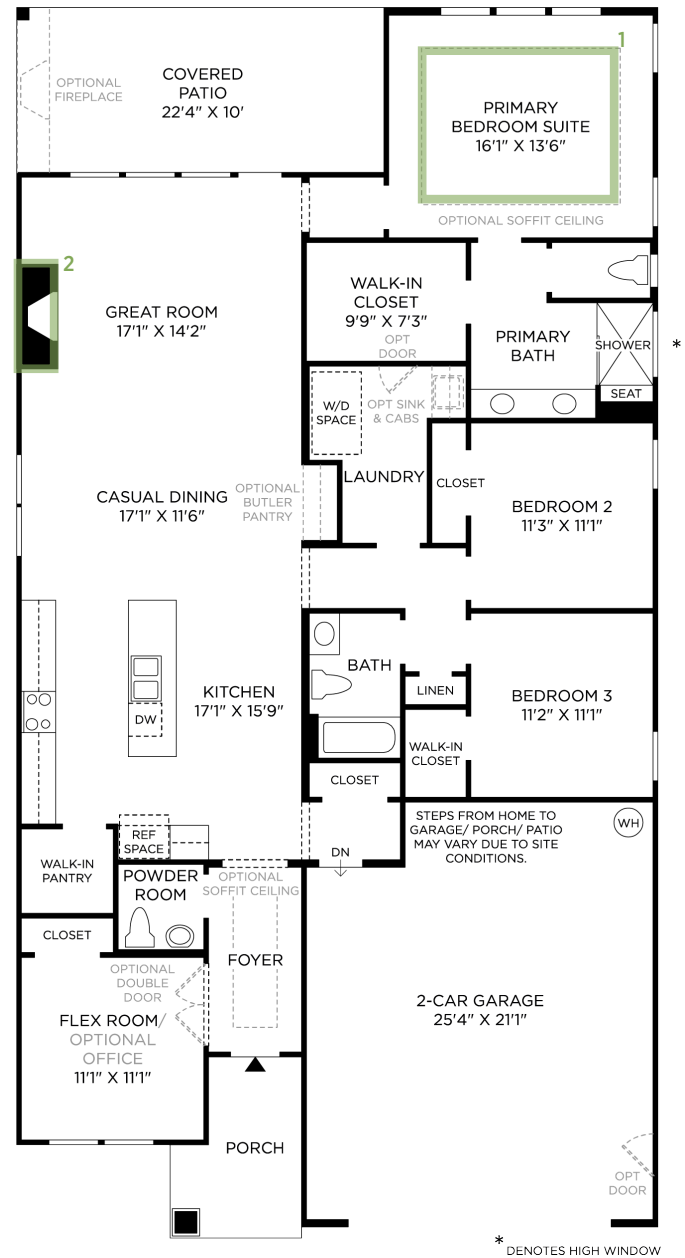 1
OPTIONAL
FIREPLACE
COVERED
PATIO
22'4" X 10'
PRIMARY
BEDROOM SUITE
16'1" X 13'6"
OPTIONAL SOFFIT CEILING
2
GREAT ROOM
17'1" X 14'2"
WALK-IN
CLOSET
9'9" X 7'3"
OPT
DOOR
PRIMARY
BATH
SHOWER
*
SEAT
W/D
SPACE
OPT SINK
& CABS
LAUNDRY
CLOSET
CASUAL DINING
17'1" X 11'6"
OPTIONAL
BUTLER
PANTRY
BEDROOM 2
11'3" X 11'1"
BATH
LINEN
KITCHEN
17'1" X 15'9"
DW
BEDROOM 3
11'2" X 11'1"
WALK-IN
CLOSET
CLOSET
STEPS FROM HOME TO
GARAGE/ PORCH/ PATIO
MAY VARY DUE TO SITE
CONDITIONS.
WH
REF
SPACE
DN
WALK-IN
PANTRY
POWDER
ROOM
OPTIONAL
SOFFIT CEILING
CLOSET
FOYER
OPTIONAL
DOUBLE
DOOR
FLEX ROOM/
OPTIONAL
OFFICE
11'1" X 11'1"
2-CAR GARAGE
25'4" X 21'1"
PORCH
OPT
DOOR
* DENOTES HIGH WINDOW